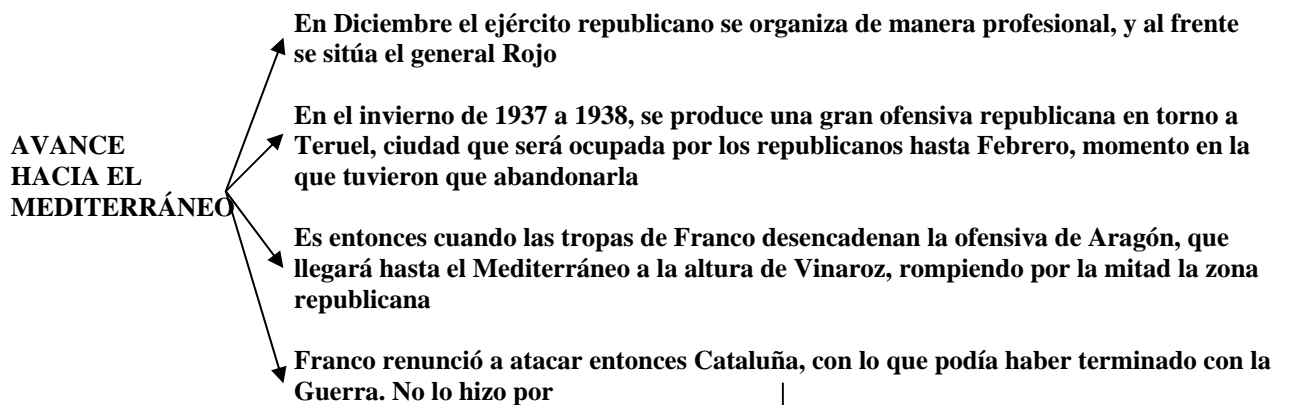 En Diciembre el ejército republicano se organiza de manera profesional, y al frente
se sitúa el general Rojo
En el invierno de 1937 a 1938, se produce una gran ofensiva republicana en torno a
Teruel, ciudad que será ocupada por los republicanos hasta Febrero, momento en la
que tuvieron que abandonarla
AVANCE
HACIA EL
MEDITERRÁNEO
Es entonces cuando las tropas de Franco desencadenan la ofensiva de Aragón, que
llegará hasta el Mediterráneo a la altura de Vinaroz, rompiendo por la mitad la zona
republicana
Franco renunció a atacar entonces Cataluña, con lo que podía haber terminado con la
Guerra. No lo hizo por